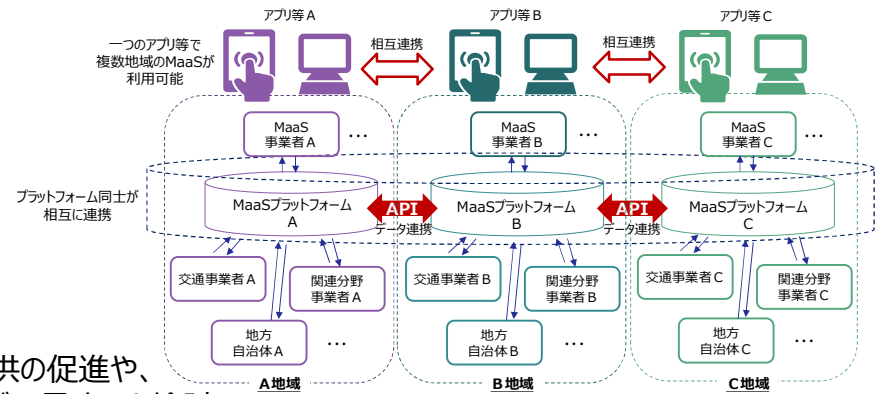 アプリ等A
アプリ等B
アプリ等C
一つのアプリ等で
複数地域のMaaSが
利用可能
相互連携
相互連携
MaaS
事業者A
…
MaaS
事業者B
…
MaaS
事業者C
…
プラットフォーム同士が
相互に連携
MaaSプラットフォーム
A
API
データ連携
MaaSプラットフォーム
B
API
データ連携
MaaSプラットフォーム
C
交通事業者A
関連分野
事業者A
交通事業者B
関連分野
事業者B
交通事業者C
関連分野
事業者C
地方
自治体A
…
地方
自治体B
…
地方
自治体C
…
A地域
B地域
C地域
供の促進や、